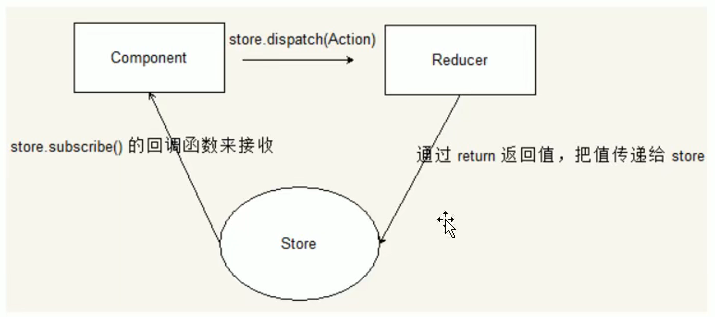 store.dispatch(Action)
Component
Reducer
store.subscribe() 的回调函数来接收
通过 return 返回值，把值传递给 store
Store